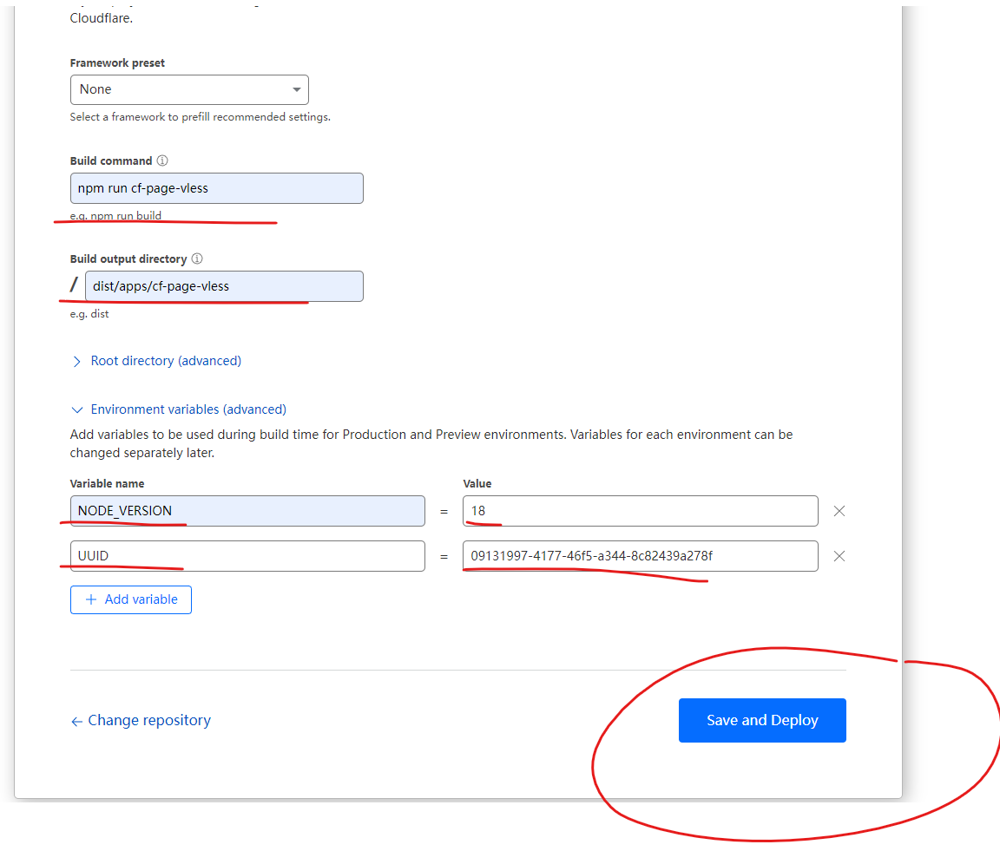 Cloudflare.
Framework preset
None
Select a framework to prefill recommended settings.
Build command
npm run cf-page-vless
e.g. npm run build
Build output directory
/ dist/apps/cf-page-vless
e.g. dist
Root directory (advanced)
Environment variables (advanced)
Add variables to be used during build time for Production and Preview environments. Variables for each environment can be
changed separately later.
Variable name Value
NODE_VERSION = 18
UUID = 09131997-4177-46f5-a344-8c82439a278f
+ Add variable
← Change repository Save and Deploy